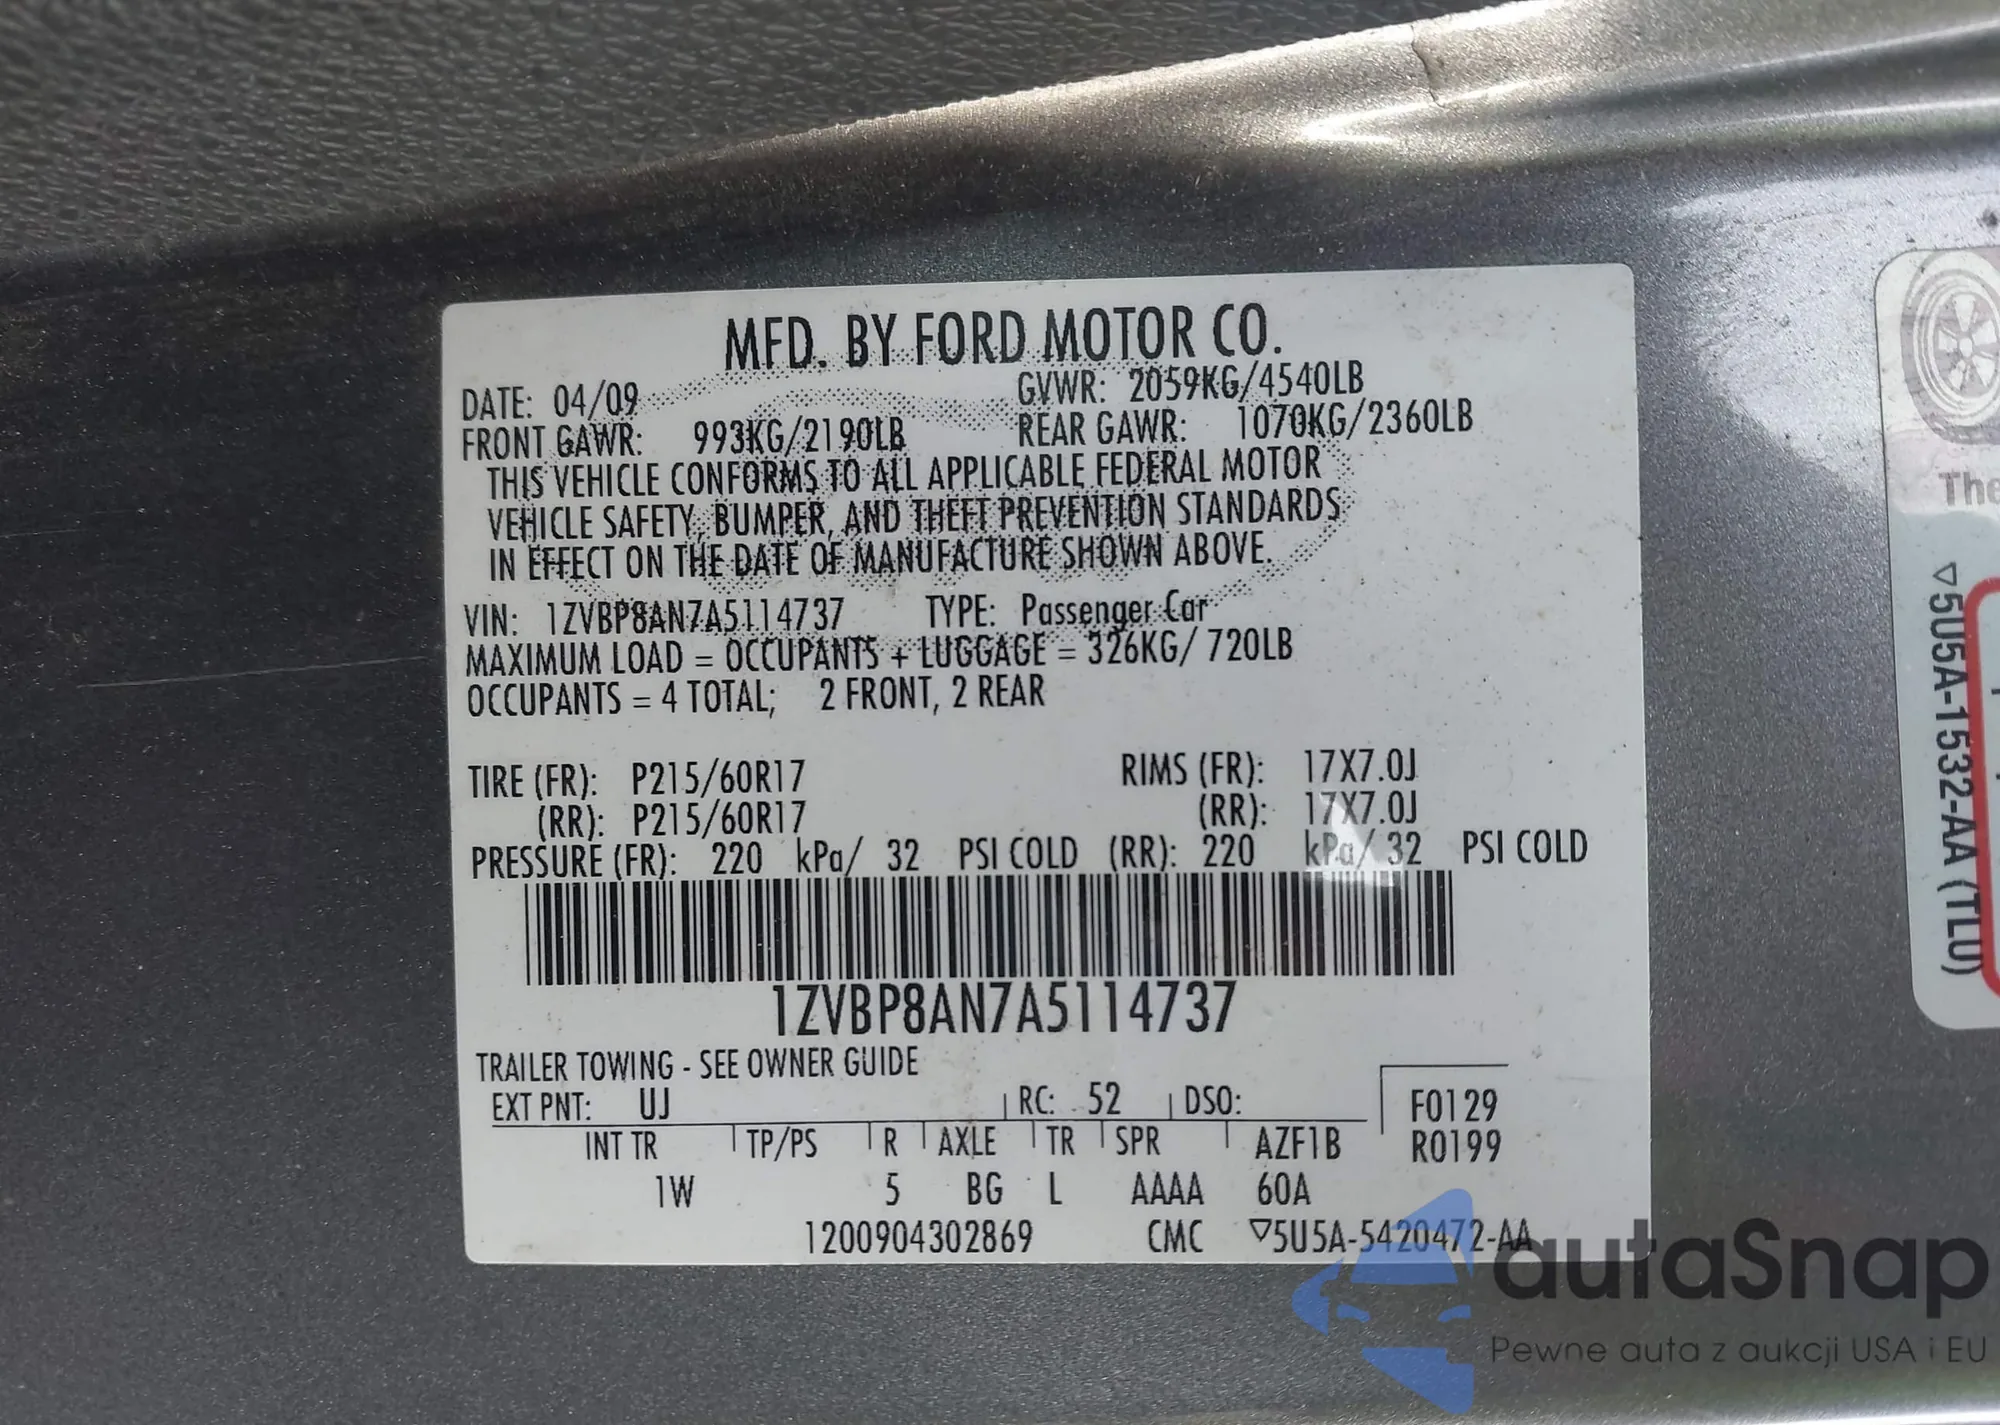 MFD. BY FORD MOTOR CO.
DATE: 04/09 GVWR: 2059KG/4540LB
FRONT GAWR: 993KG/2190LB REAR GAWR: 1070KG/2360LB
THIS VEHICLE CONFORMS TO ALL APPLICABLE FEDERAL MOTOR
VEHICLE SAFETY, BUMPER, AND THEFT PREVENTION STANDARDS
IN EFFECT ON THE DATE OF MANUFACTURE SHOWN ABOVE.
VIN: 1ZVBP8AN7A5114737 TYPE: Passenger Car
MAXIMUM LOAD = OCCUPANTS + LUGGAGE = 326KG/ 720LB
OCCUPANTS = 4 TOTAL; 2 FRONT, 2 REAR
TIRE (FR): P215/60R17 RIMS (FR): 17X7.0J
(RR): P215/60R17 (RR): 17X7.0J
PRESSURE (FR): 220 kPa/ 32 PSI COLD (RR): 220 kPa/ 32 PSI COLD
1ZVBP8AN7A5114737
TRAILER TOWING - SEE OWNER GUIDE
EXT PNT: UJ RC: 52 DSO: F0129
INT TR TP/PS R AXLE TR SPR AZF1B R0199
1W 5 BG L AAAA 60A
1200904302869 CMC ▽5U5A-5420472-AA
The
▽5U5A-1532-AA (TLU)
autaSnap
Pewne auta z aukcji USA i EU